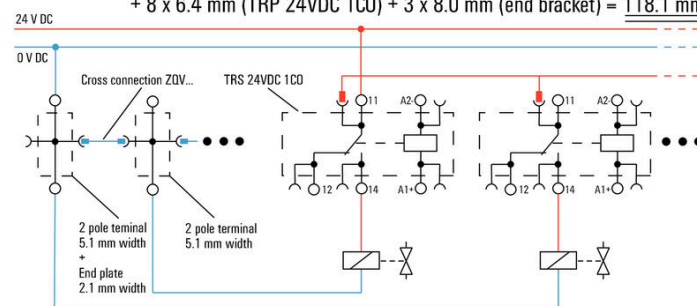 + 8 x 6.4 mm (TRP 24VDC 1CO) + 3 x 8.0 mm (end bracket) = 118.1 mm
24 V DC
0 V DC
Cross connection ZQV...
TRS 24VDC 1CO
11 A2- 11 A2-
12 14 A1+ 12 14 A1+
2 pole teminal
5.1 mm width
+
End plate
2.1 mm width
2 pole teminal
5.1 mm width